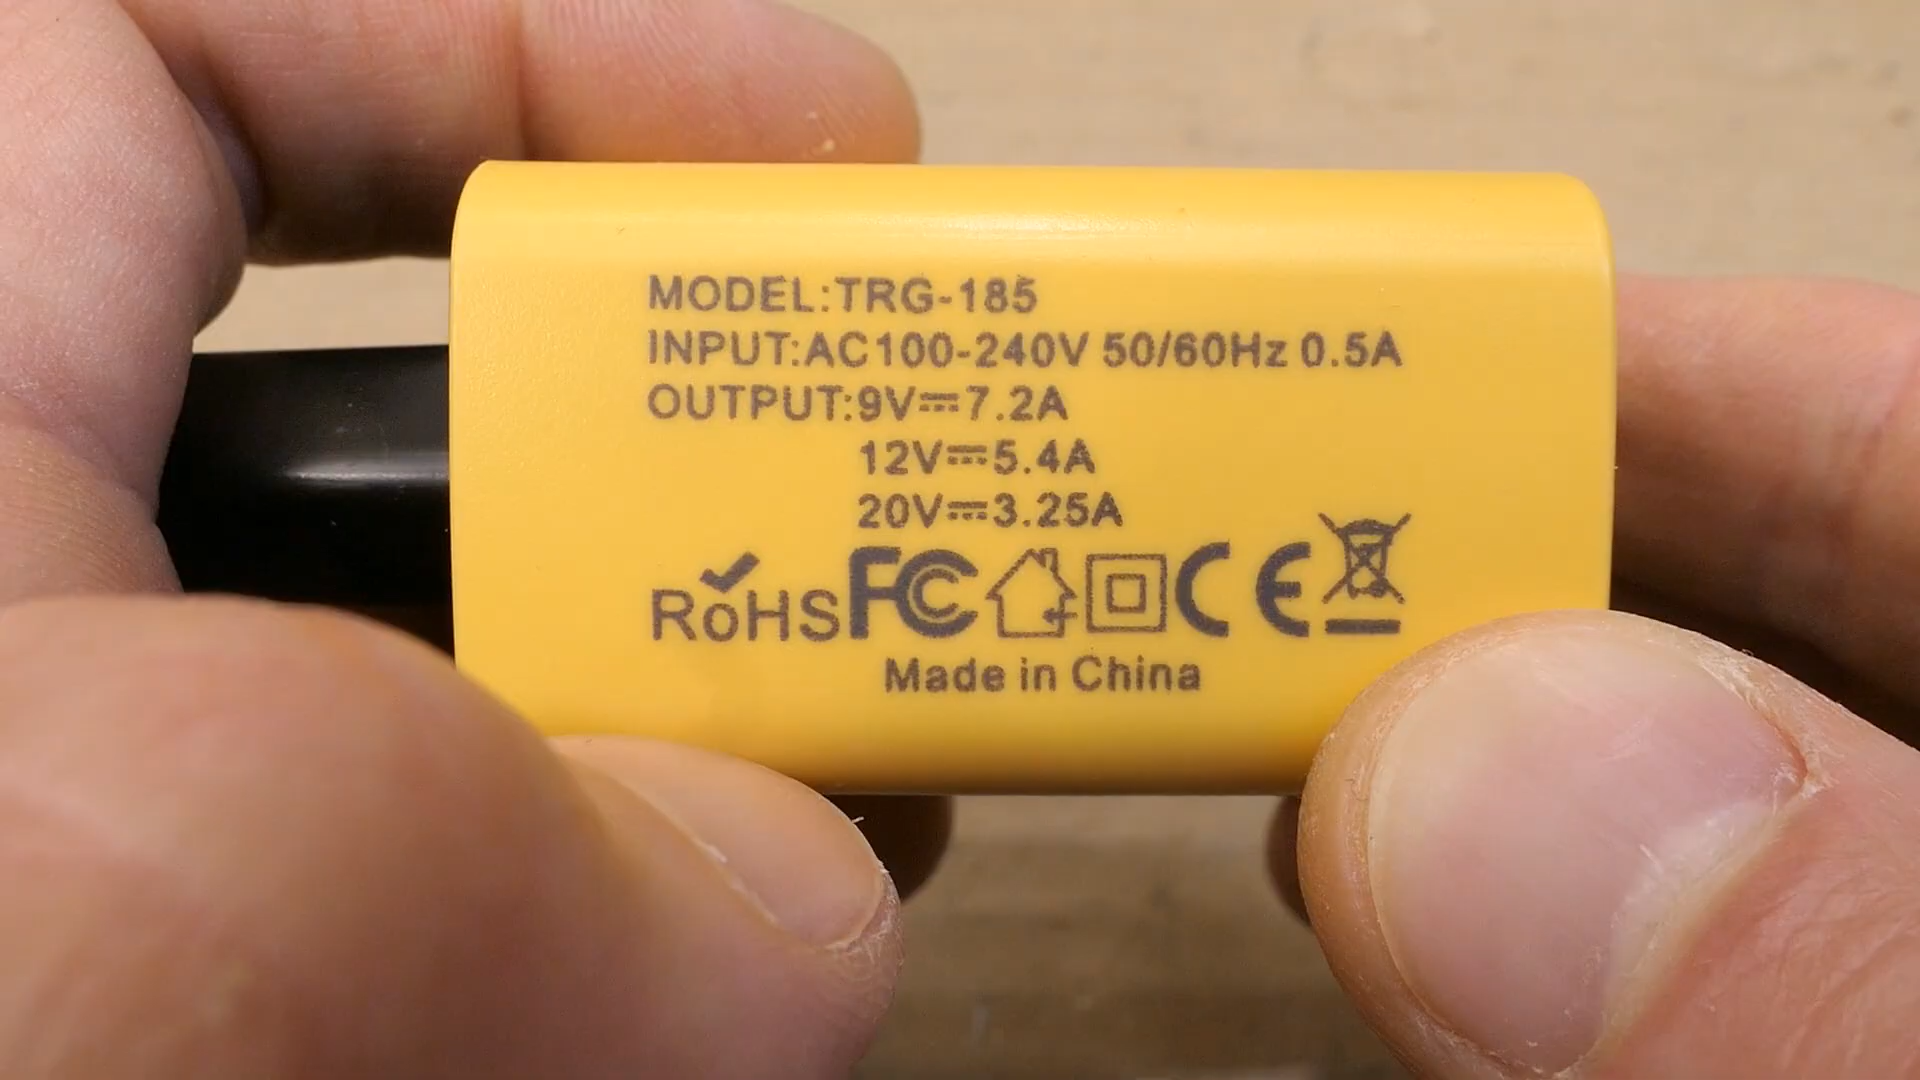 MODEL:TRG-185
INPUT:AC100-240V 50/60Hz 0.5A
OUTPUT:9V⎓7.2A
12V⎓5.4A
20V⎓3.25A
RoHS FC CE
Made in China